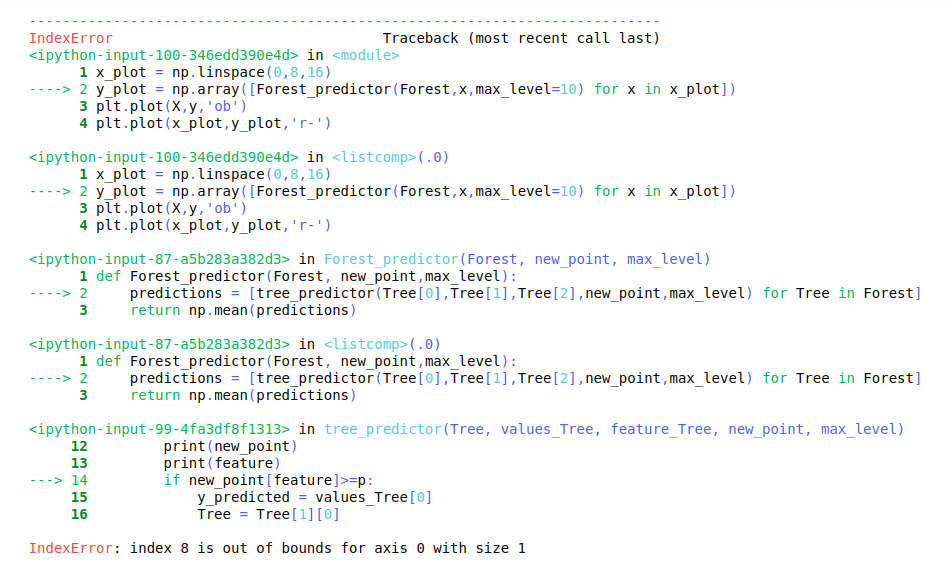 ---------------------------------------------------------------------------
IndexError                                Traceback (most recent call last)
<ipython-input-100-346edd390e4d> in <module>
      1 x_plot = np.linspace(0,8,16)
----> 2 y_plot = np.array([Forest_predictor(Forest,x,max_level=10) for x in x_plot])
      3 plt.plot(X,y,'ob')
      4 plt.plot(x_plot,y_plot,'r-')

<ipython-input-100-346edd390e4d> in <listcomp>(.0)
      1 x_plot = np.linspace(0,8,16)
----> 2 y_plot = np.array([Forest_predictor(Forest,x,max_level=10) for x in x_plot])
      3 plt.plot(X,y,'ob')
      4 plt.plot(x_plot,y_plot,'r-')

<ipython-input-87-a5b283a382d3> in Forest_predictor(Forest, new_point, max_level)
      1 def Forest_predictor(Forest, new_point,max_level):
----> 2     predictions = [tree_predictor(Tree[0],Tree[1],Tree[2],new_point,max_level) for Tree in Forest]
      3     return np.mean(predictions)

<ipython-input-87-a5b283a382d3> in <listcomp>(.0)
      1 def Forest_predictor(Forest, new_point,max_level):
----> 2     predictions = [tree_predictor(Tree[0],Tree[1],Tree[2],new_point,max_level) for Tree in Forest]
      3     return np.mean(predictions)

<ipython-input-99-4fa3df8f1313> in tree_predictor(Tree, values_Tree, feature_Tree, new_point, max_level)
     12         print(new_point)
     13         print(feature)
---> 14         if new_point[feature]>=p:
     15             y_predicted = values_Tree[0]
     16             Tree = Tree[1][0]

IndexError: index 8 is out of bounds for axis 0 with size 1